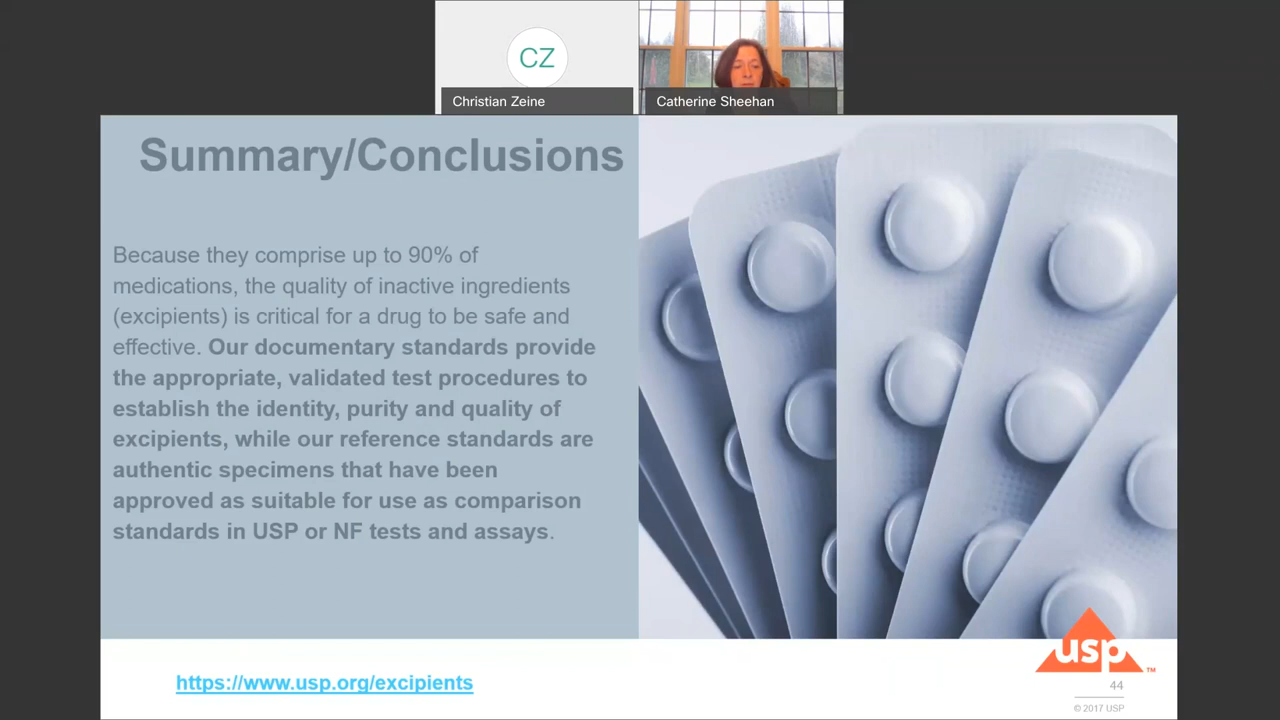 CZ
Christian Zeine
Catherine Sheehan
Summary/Conclusions
Because they comprise up to 90% of
medications, the quality of inactive ingredients
(excipients) is critical for a drug to be safe and
effective. Our documentary standards provide
the appropriate, validated test procedures to
establish the identity, purity and quality of
excipients, while our reference standards are
authentic specimens that have been
approved as suitable for use as comparison
standards in USP or NF tests and assays.
usp™
44
© 2017 USP
https://www.usp.org/excipients